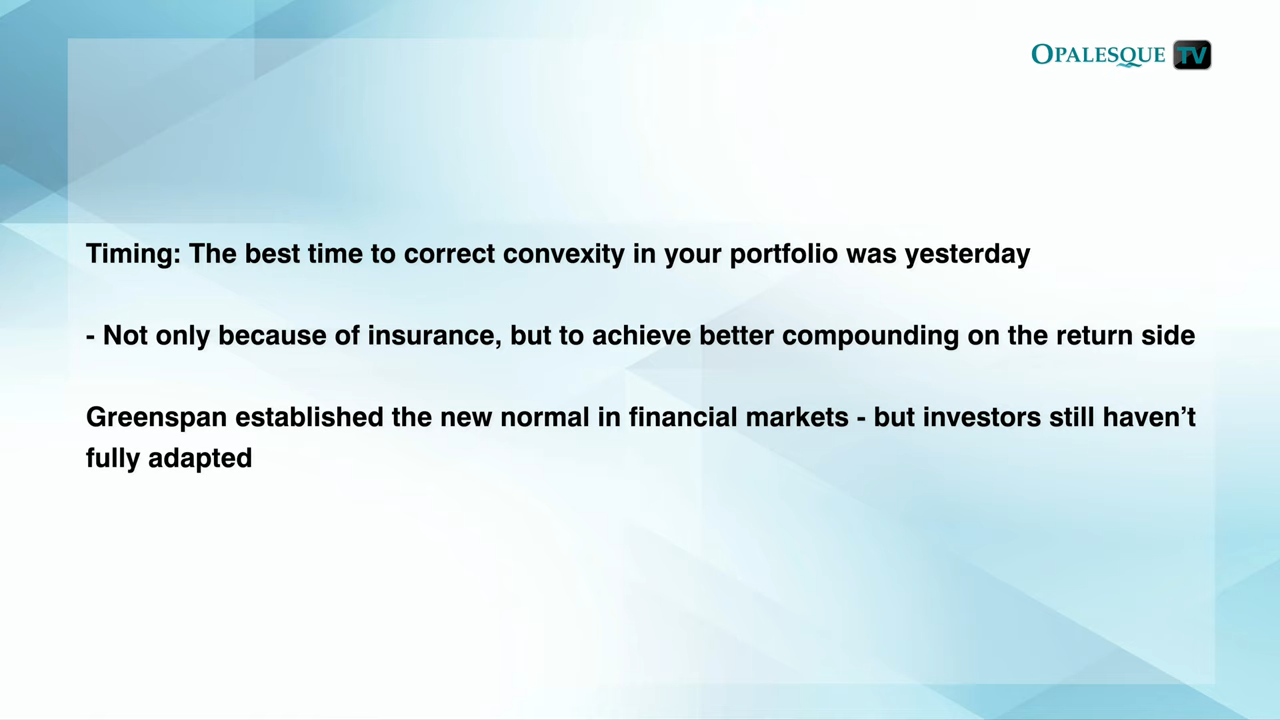 OPALESQUE TV
Timing: The best time to correct convexity in your portfolio was yesterday
- Not only because of insurance, but to achieve better compounding on the return side
Greenspan established the new normal in financial markets - but investors still haven’t
fully adapted